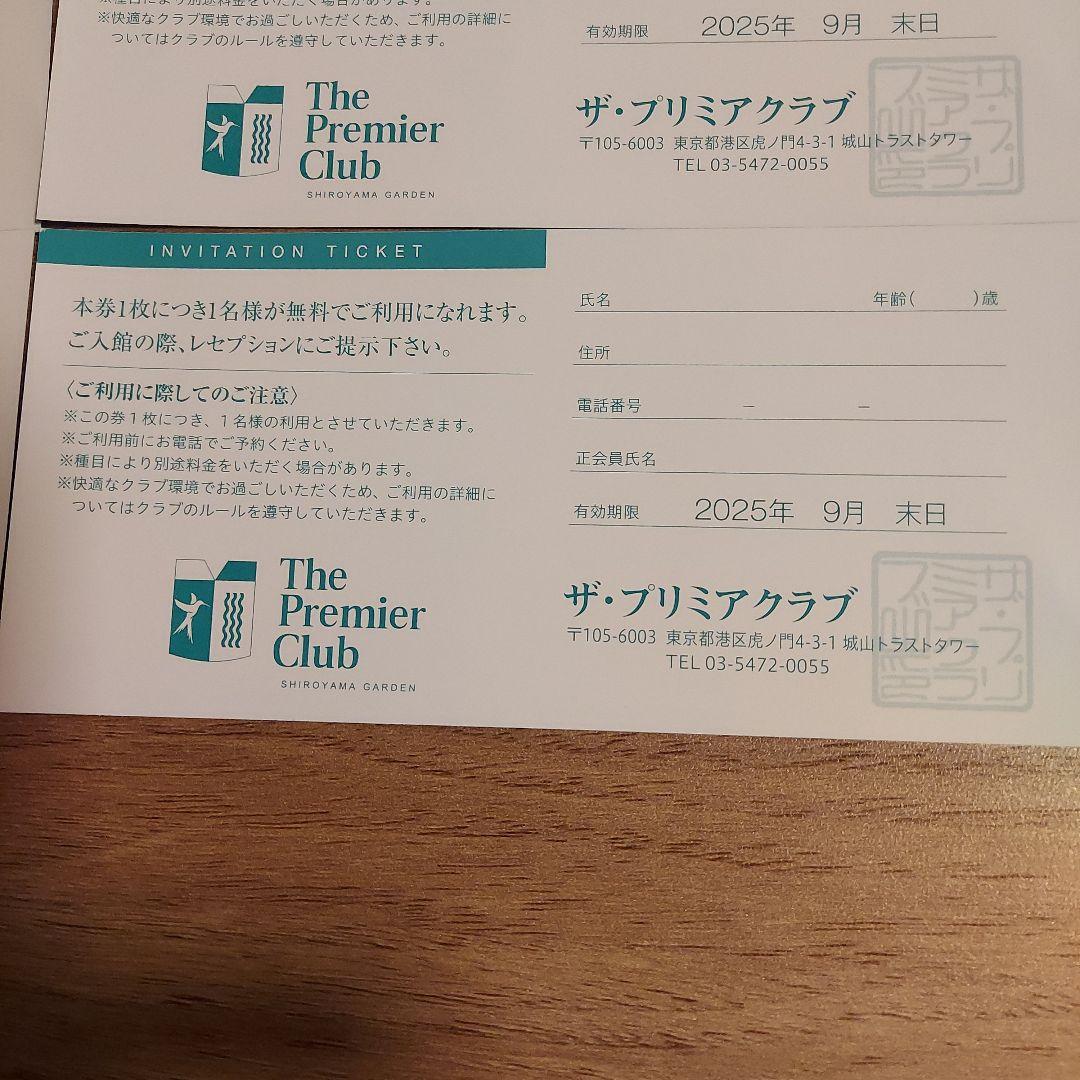 ※快適なクラブ環境でお過ごしいただくため、ご利用の詳細に
ついてはクラブのルールを遵守していただきます。
The
Premier
Club
SHIROYAMA GARDEN
有効期限 2025年 9月 末日
ザ・プリミアクラブ
〒105-6003 東京都港区虎ノ門4-3-1 城山トラストタワー
TEL 03-5472-0055
INVITATION TICKET
本券1枚につき1名様が無料でご利用になれます。
ご入館の際、レセプションにご提示下さい。
〈ご利用に際してのご注意〉
※この券1枚につき、1名様の利用とさせていただきます。
※ご利用前にお電話でご予約ください。
※種目により別途料金をいただく場合があります。
※快適なクラブ環境でお過ごしいただくため、ご利用の詳細に
ついてはクラブのルールを遵守していただきます。
The
Premier
Club
SHIROYAMA GARDEN
氏名 年齢( )歳
住所
電話番号 － －
正会員氏名
有効期限 2025年 9月 末日
ザ・プリミアクラブ
〒105-6003 東京都港区虎ノ門4-3-1 城山トラストタワー
TEL 03-5472-0055